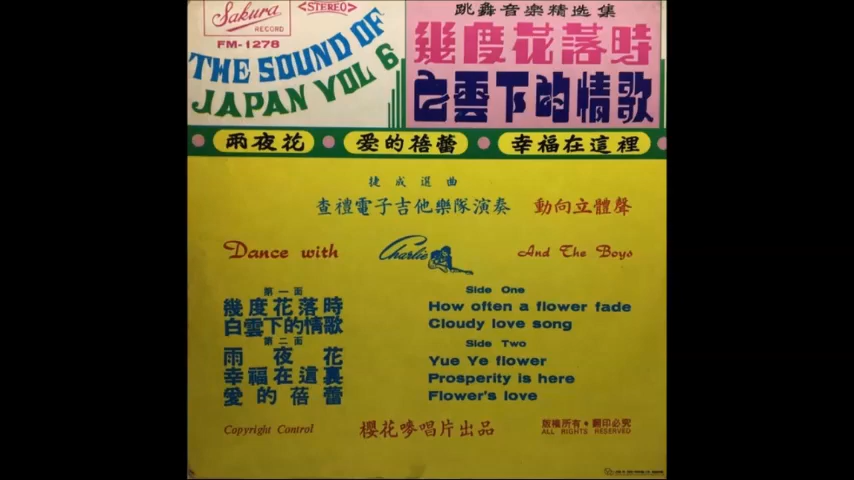 Sakura
RECORD
STEREO
FM-1278
THE SOUND OF
JAPAN VOL 6
跳舞音樂精选集
幾度花落時
白雲下的情歌
雨夜花
爱的蓓蕾
幸福在這裡
捷成選曲
查禮電子吉他樂隊演奏 動向立體聲
Dance with Charlie And The Boys
第一面
幾度花落時
白雲下的情歌
第二面
雨夜花
幸福在這裏
愛的蓓蕾
Side One
How often a flower fade
Cloudy love song
Side Two
Yue Ye flower
Prosperity is here
Flower's love
Copyright Control
櫻花嘜唱片出品
版權所有・翻印必究
ALL RIGHTS RESERVED